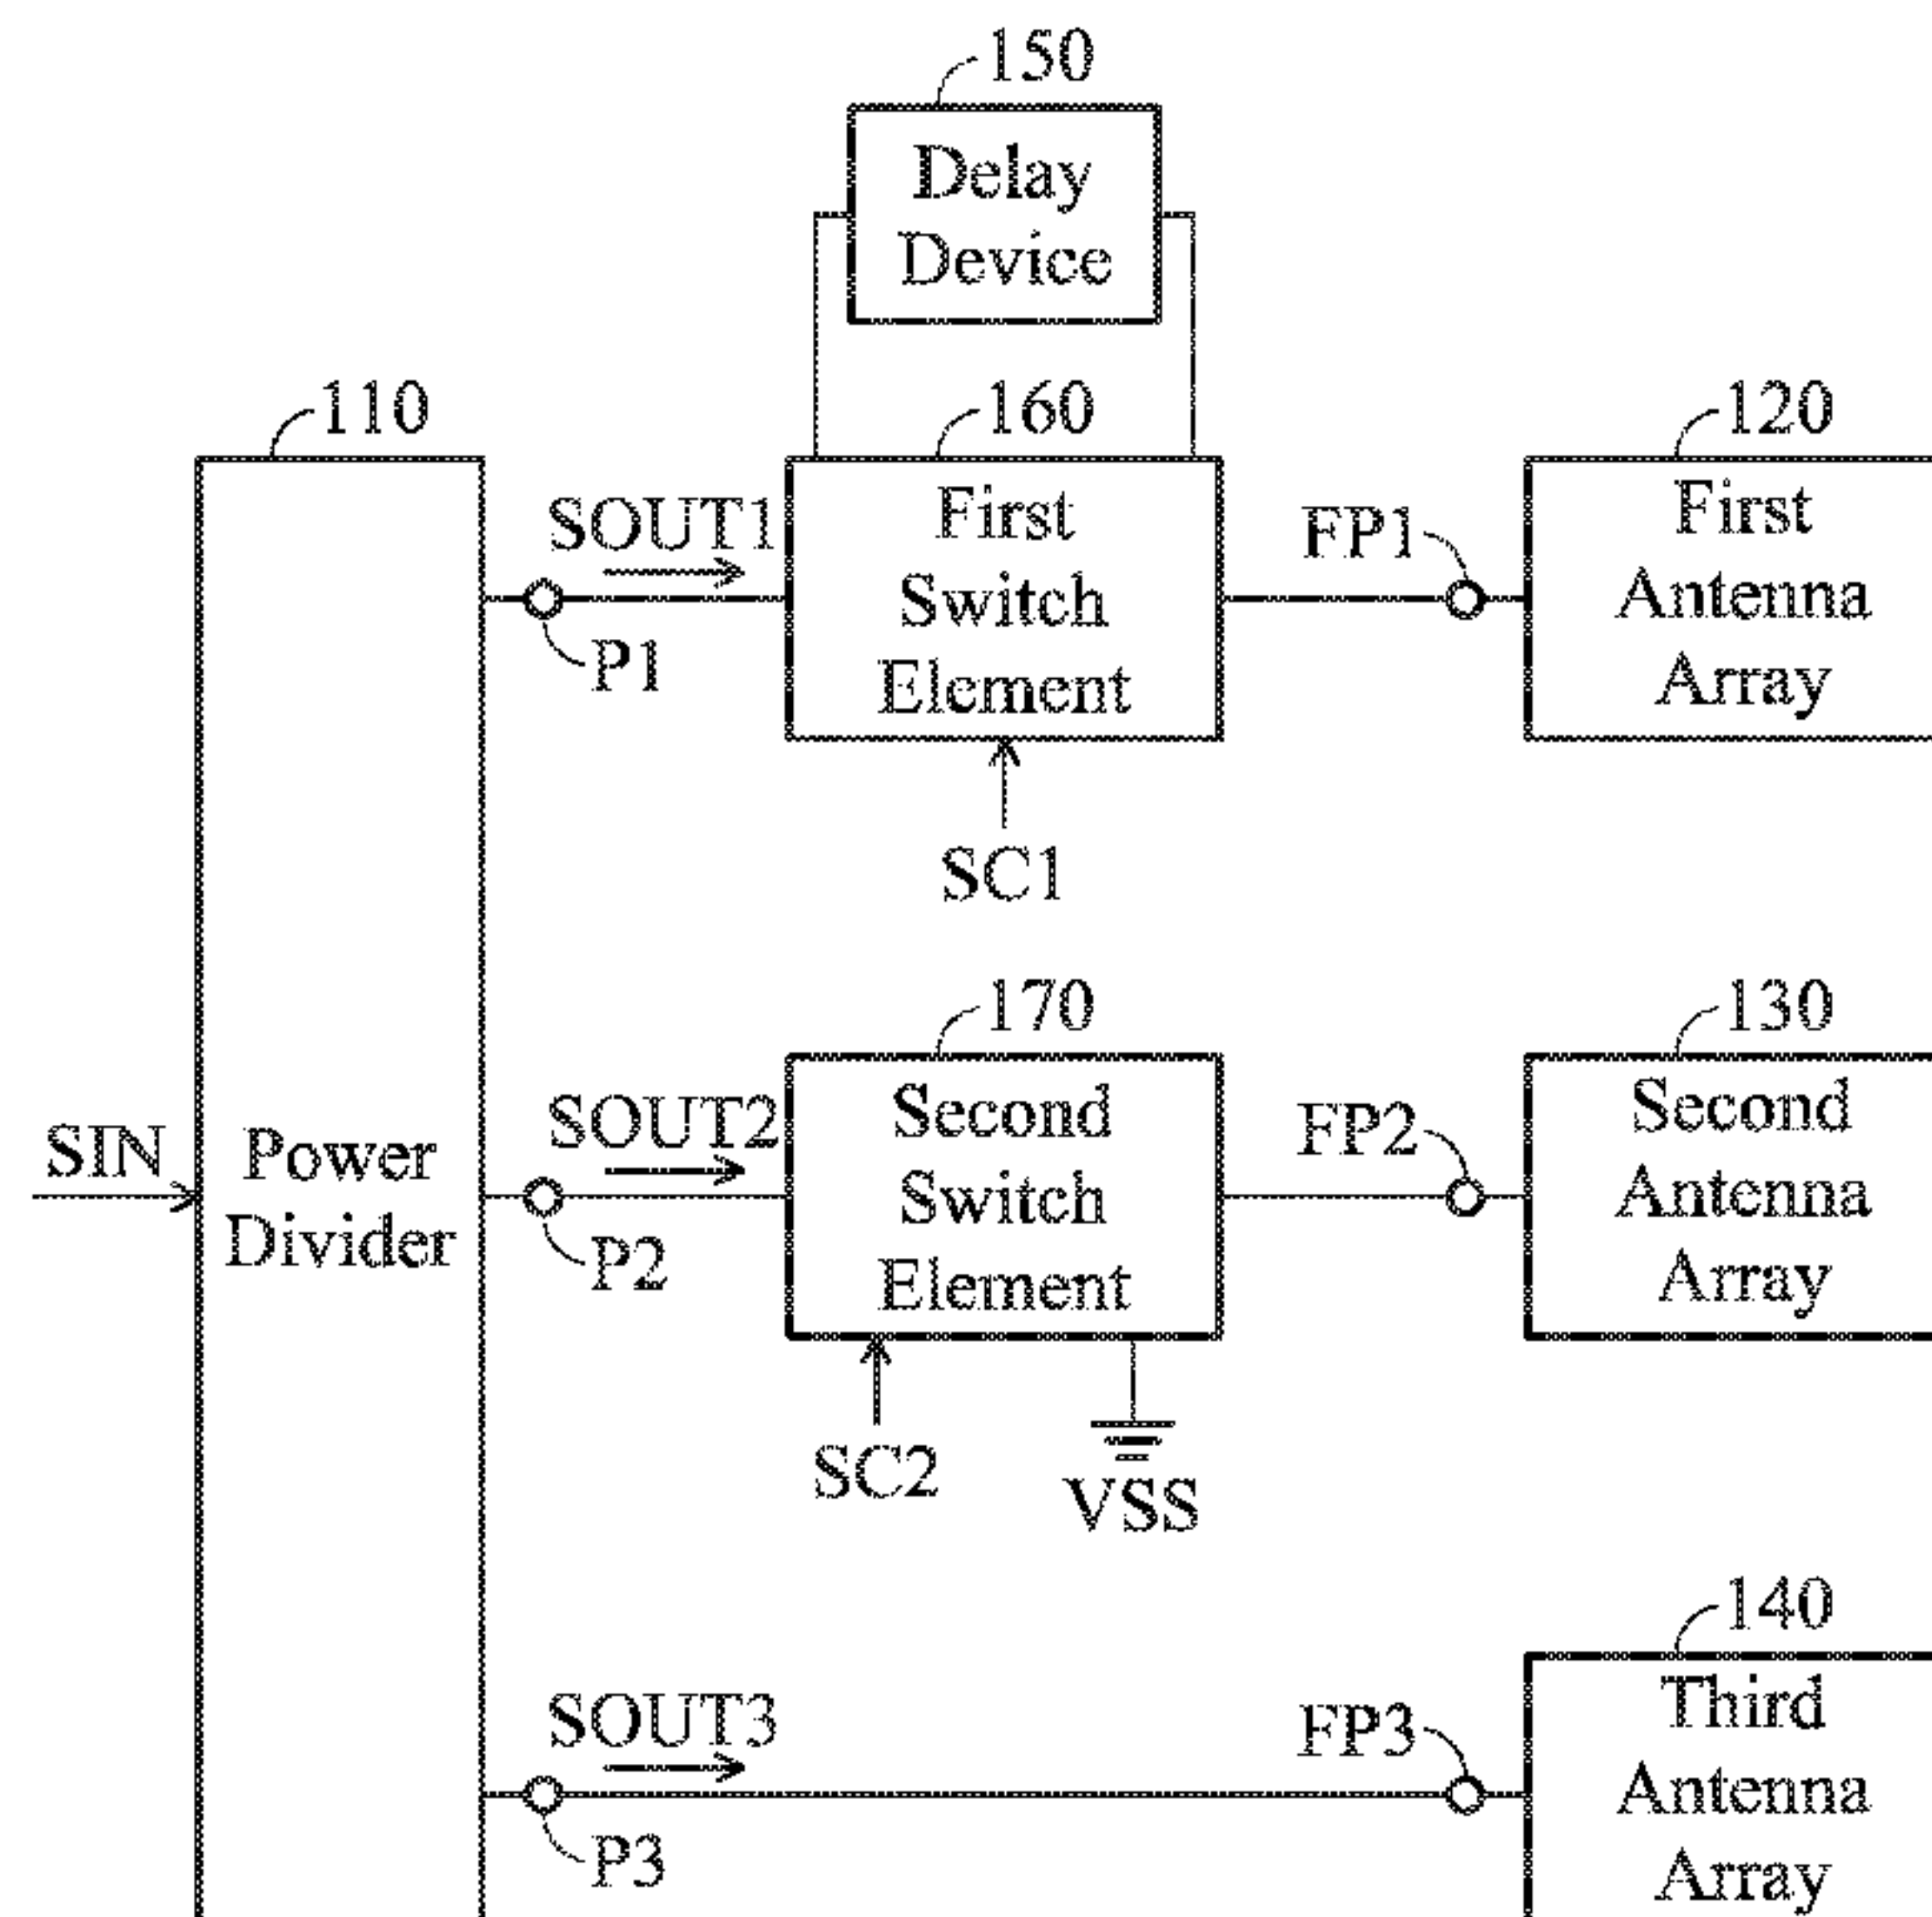 150
Delay
Device
110
160
120
SOUT1
First
Switch
Element
FP1
First
Antenna
Array
P1
SC1
170
130
SIN
Power
Divider
SOUT2
Second
Switch
Element
FP2
Second
Antenna
Array
P2
SC2
VSS
140
SOUT3
FP3
Third
Antenna
Array
P3